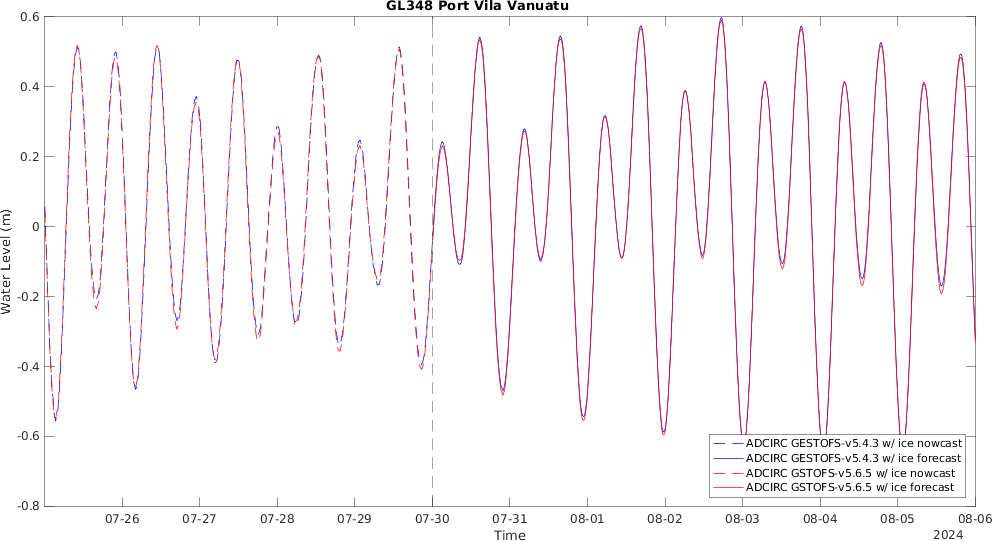 GL348 Port Vila Vanuatu
0.6
0.4
0.2
0
-0.2
-0.4
-0.6
-0.8
Water Level (m)
ADCIRC GESTOFS-v5.4.3 w/ ice nowcast
ADCIRC GESTOFS-v5.4.3 w/ ice forecast
ADCIRC GSTOFS-v5.6.5 w/ ice nowcast
ADCIRC GSTOFS-v5.6.5 w/ ice forecast
07-26 07-27 07-28 07-29 07-30 07-31 08-01 08-02 08-03 08-04 08-05 08-06
Time
2024